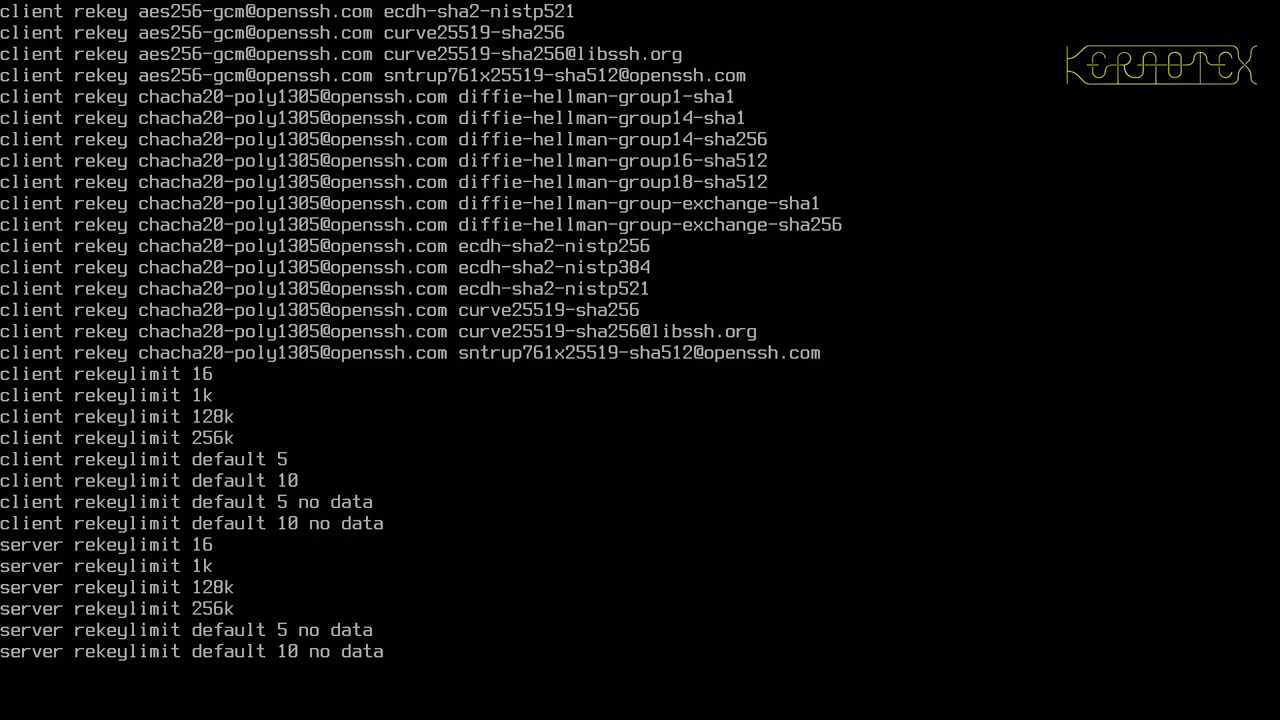 client rekey aes256-gcm@openssh.com ecdh-sha2-nistp521
client rekey aes256-gcm@openssh.com curve25519-sha256
client rekey aes256-gcm@openssh.com curve25519-sha256@libssh.org
client rekey aes256-gcm@openssh.com sntrup761x25519-sha512@openssh.com
client rekey chacha20-poly1305@openssh.com diffie-hellman-group1-sha1
client rekey chacha20-poly1305@openssh.com diffie-hellman-group14-sha1
client rekey chacha20-poly1305@openssh.com diffie-hellman-group14-sha256
client rekey chacha20-poly1305@openssh.com diffie-hellman-group16-sha512
client rekey chacha20-poly1305@openssh.com diffie-hellman-group18-sha512
client rekey chacha20-poly1305@openssh.com diffie-hellman-group-exchange-sha1
client rekey chacha20-poly1305@openssh.com diffie-hellman-group-exchange-sha256
client rekey chacha20-poly1305@openssh.com ecdh-sha2-nistp256
client rekey chacha20-poly1305@openssh.com ecdh-sha2-nistp384
client rekey chacha20-poly1305@openssh.com ecdh-sha2-nistp521
client rekey chacha20-poly1305@openssh.com curve25519-sha256
client rekey chacha20-poly1305@openssh.com curve25519-sha256@libssh.org
client rekey chacha20-poly1305@openssh.com sntrup761x25519-sha512@openssh.com
client rekeylimit 16
client rekeylimit 1k
client rekeylimit 128k
client rekeylimit 256k
client rekeylimit default 5
client rekeylimit default 10
client rekeylimit default 5 no data
client rekeylimit default 10 no data
server rekeylimit 16
server rekeylimit 1k
server rekeylimit 128k
server rekeylimit 256k
server rekeylimit default 5 no data
server rekeylimit default 10 no data